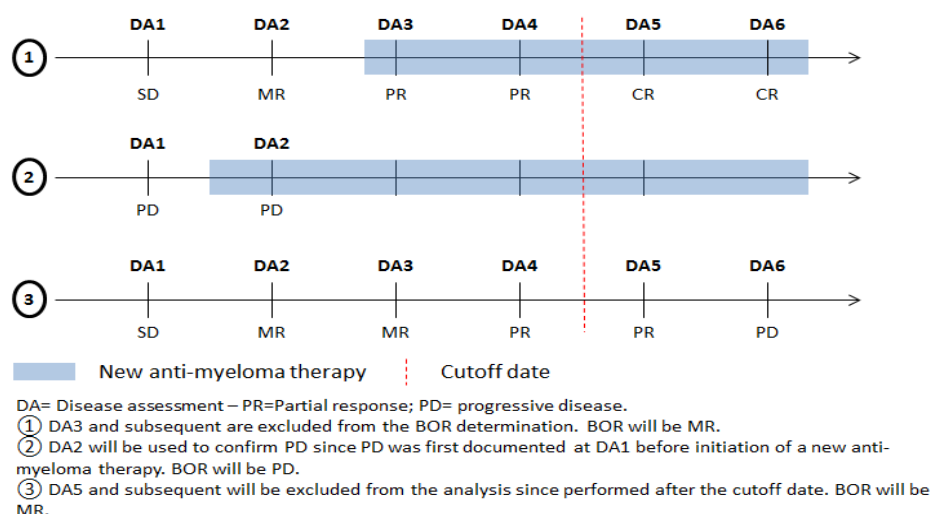 DA1 DA2 DA3 DA4 DA5 DA6
1
SD MR PR PR CR CR
DA1 DA2
2
PD PD
DA1 DA2 DA3 DA4 DA5 DA6
3
SD MR MR PR PR PD
New anti-myeloma therapy Cutoff date
DA= Disease assessment – PR=Partial response; PD= progressive disease.
① DA3 and subsequent are excluded from the BOR determination. BOR will be MR.
② DA2 will be used to confirm PD since PD was first documented at DA1 before initiation of a new anti-
myeloma therapy. BOR will be PD.
③ DA5 and subsequent will be excluded from the analysis since performed after the cutoff date. BOR will be
MR.